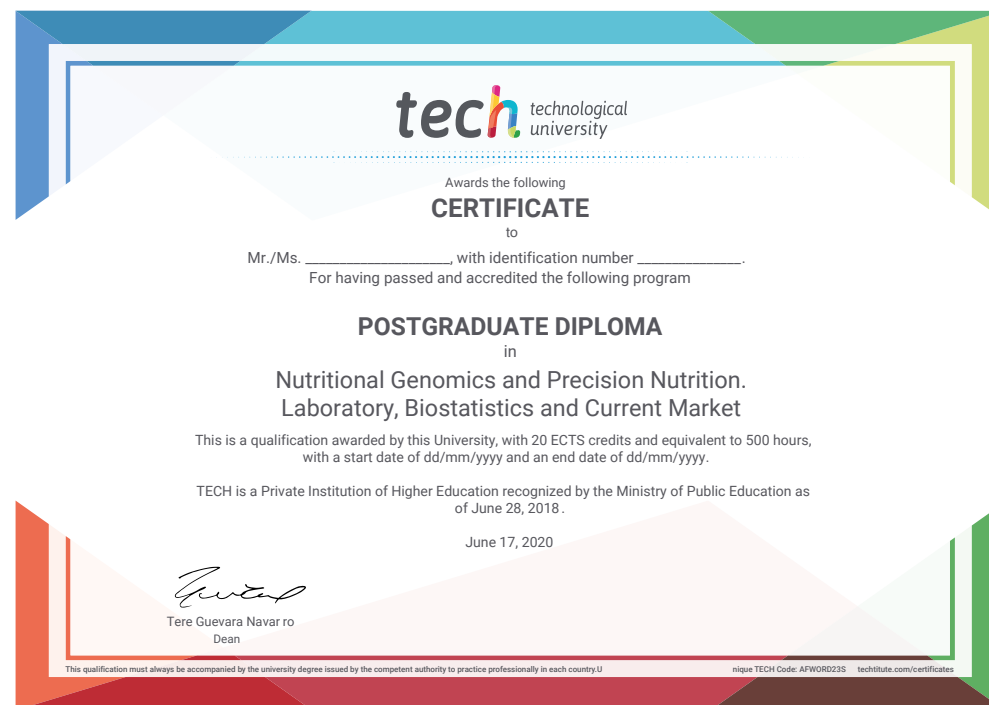 tech technological
university
Awards the following
CERTIFICATE
to
Mr./Ms. ____________________, with identification number ______________.
For having passed and accredited the following program
POSTGRADUATE DIPLOMA
in
Nutritional Genomics and Precision Nutrition.
Laboratory, Biostatistics and Current Market
This is a qualification awarded by this University, with 20 ECTS credits and equivalent to 500 hours,
with a start date of dd/mm/yyyy and an end date of dd/mm/yyyy.
TECH is a Private Institution of Higher Education recognized by the Ministry of Public Education as
of June 28, 2018.
June 17, 2020
Tere Guevara Navar ro
Dean
This qualification must always be accompanied by the university degree issued by the competent authority to practice professionally in each country.U nique TECH Code: AFWORD23S techtitute.com/certificates